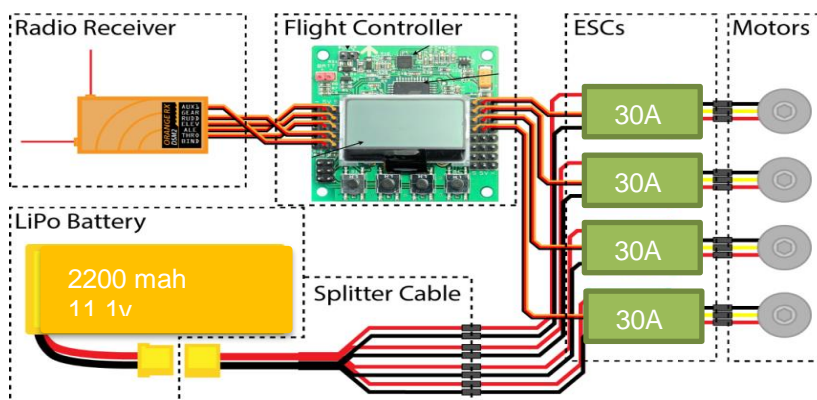 Radio Receiver
Flight Controller
ESCs
Motors
AUX1
GEAR
RUDD
ELEV
ALE
THRO
BIND
ORANGE RX
DSM2
30A
30A
30A
30A
LiPo Battery
2200 mah
11 1v
Splitter Cable